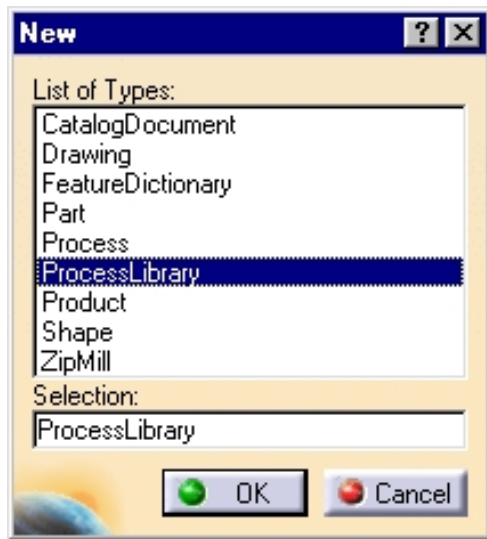 New
List of Types:
CatalogDocument
Drawing
FeatureDictionary
Part
Process
ProcessLibrary
Product
Shape
ZipMill
Selection:
ProcessLibrary
OK Cancel